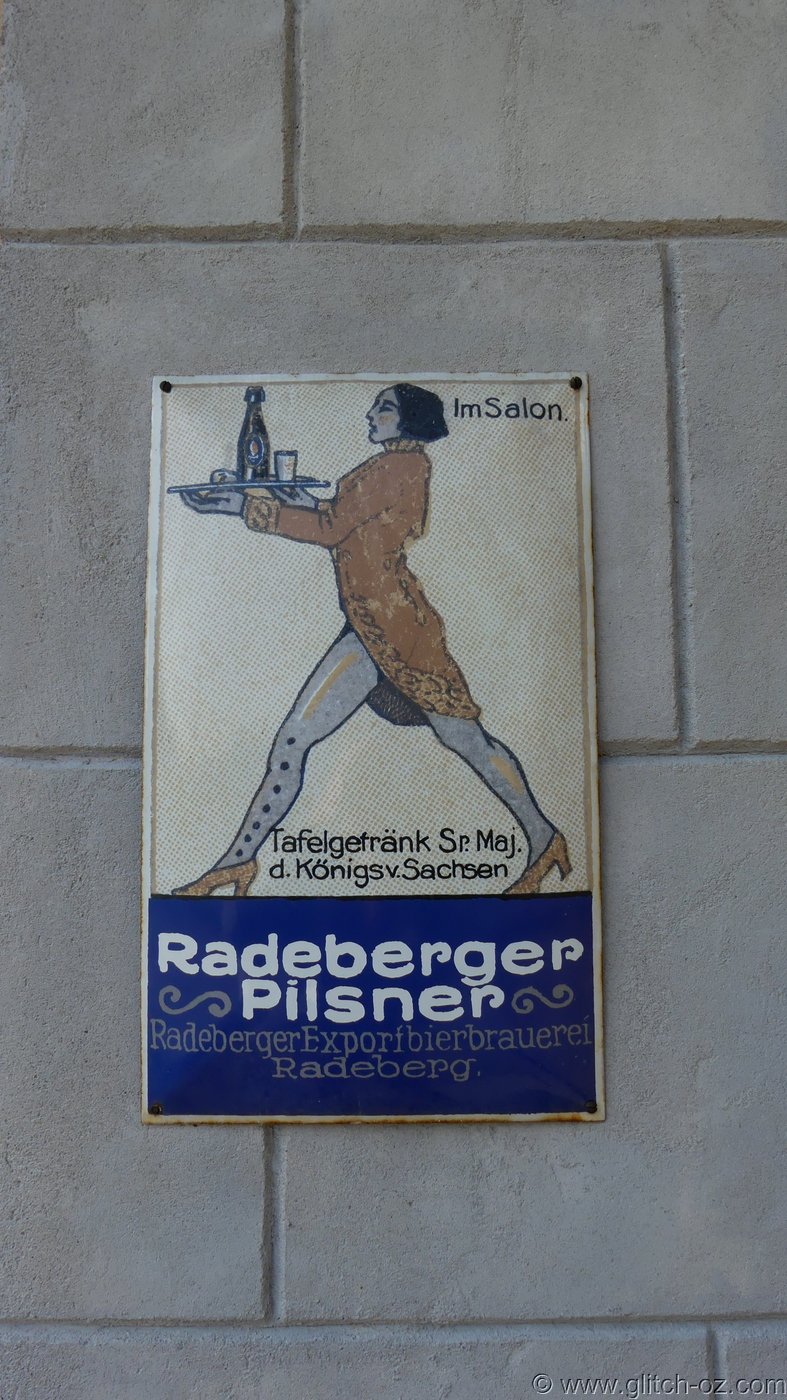 Im Salon.
Tafelgetränk Sr. Maj.
d. Königs v. Sachsen
Radeberger
Pilsner
Radeberger Exportbierbrauerei
Radeberg.
© www.glitch-oz.com